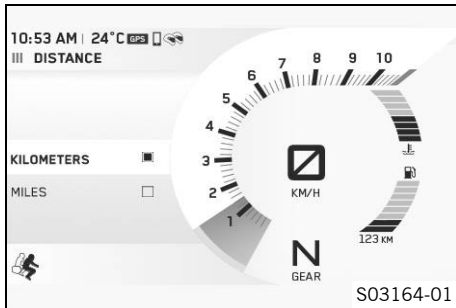 10:53 AM | 24°C GPS
DISTANCE
KILOMETERS
MILES
1
2
3
4
5
6
7
8
9
10
0
KM/H
N
GEAR
123 KM
S03164-01